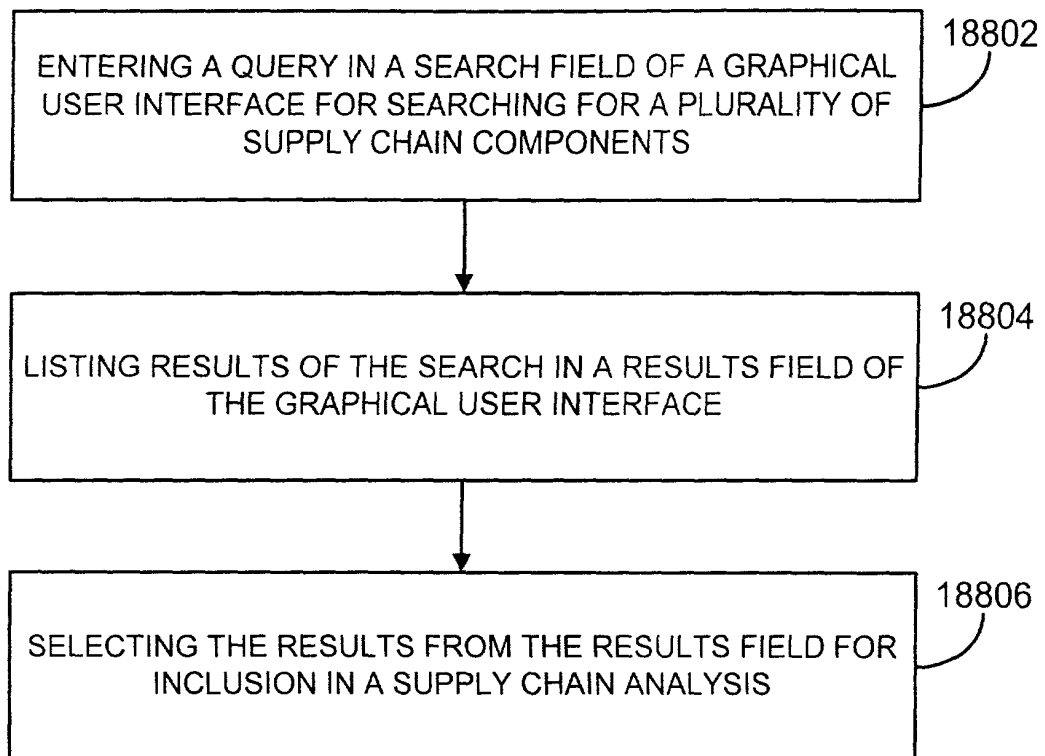 18802
ENTERING A QUERY IN A SEARCH FIELD OF A GRAPHICAL
USER INTERFACE FOR SEARCHING FOR A PLURALITY OF
SUPPLY CHAIN COMPONENTS
18804
LISTING RESULTS OF THE SEARCH IN A RESULTS FIELD OF
THE GRAPHICAL USER INTERFACE
18806
SELECTING THE RESULTS FROM THE RESULTS FIELD FOR
INCLUSION IN A SUPPLY CHAIN ANALYSIS